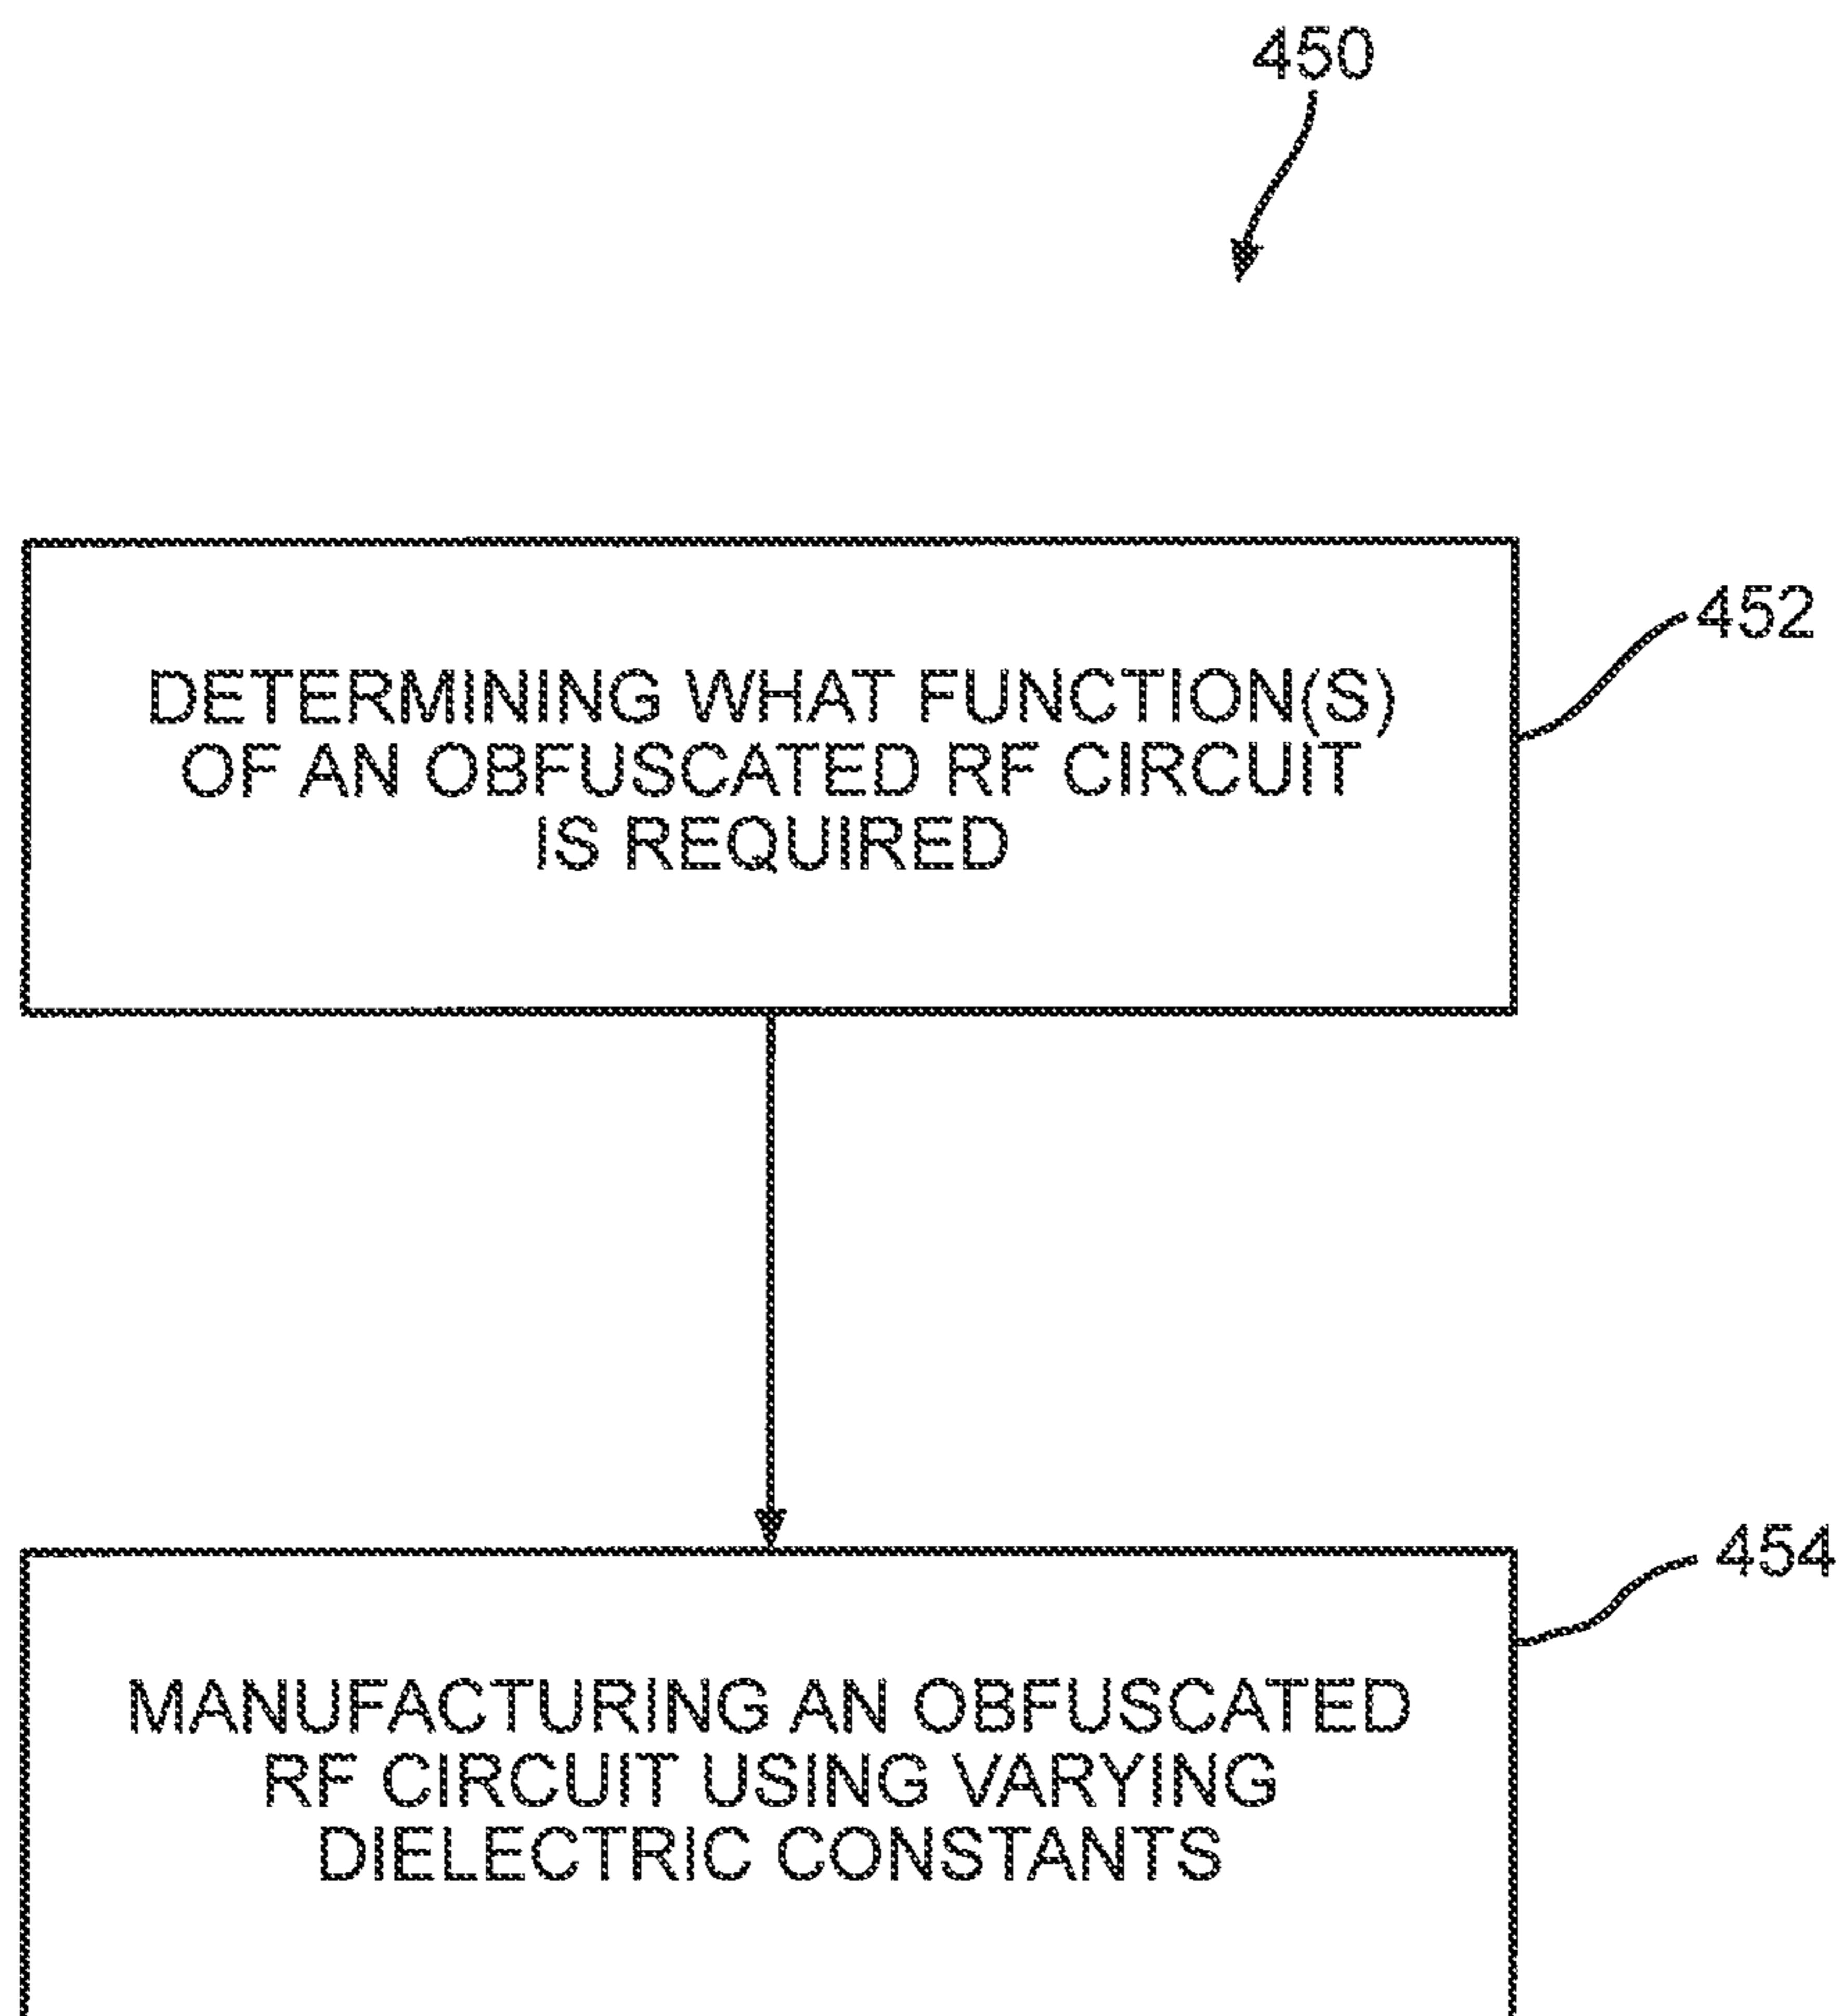 450
452
DETERMINING WHAT FUNCTION(S)
OF AN OBFUSCATED RF CIRCUIT
IS REQUIRED
454
MANUFACTURING AN OBFUSCATED
RF CIRCUIT USING VARYING
DIELECTRIC CONSTANTS